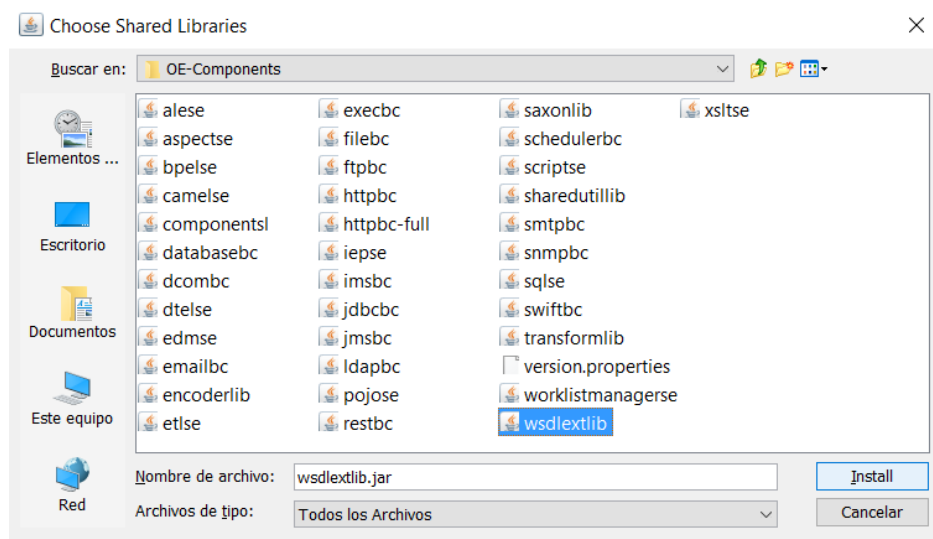 Choose Shared Libraries
Buscar en: OE-Components
Elementos ...
Escritorio
Documentos
Este equipo
Red
alese
aspectse
bpelse
camelse
componentsl
databasebc
dcombc
dtelse
edmse
emailbc
encoderlib
etlse
execbc
filebc
ftpbc
httpbc
httpbc-full
iepse
imsbc
jdbcbc
jmsbc
ldapbc
pojose
restbc
saxonlib
schedulerbc
scriptse
sharedutillib
smtpbc
snmpbc
sqlse
swiftbc
transformlib
version.properties
worklistmanagerse
wsdlextlib
xsltse
Nombre de archivo: wsdlextlib.jar
Install
Archivos de tipo: Todos los Archivos
Cancelar